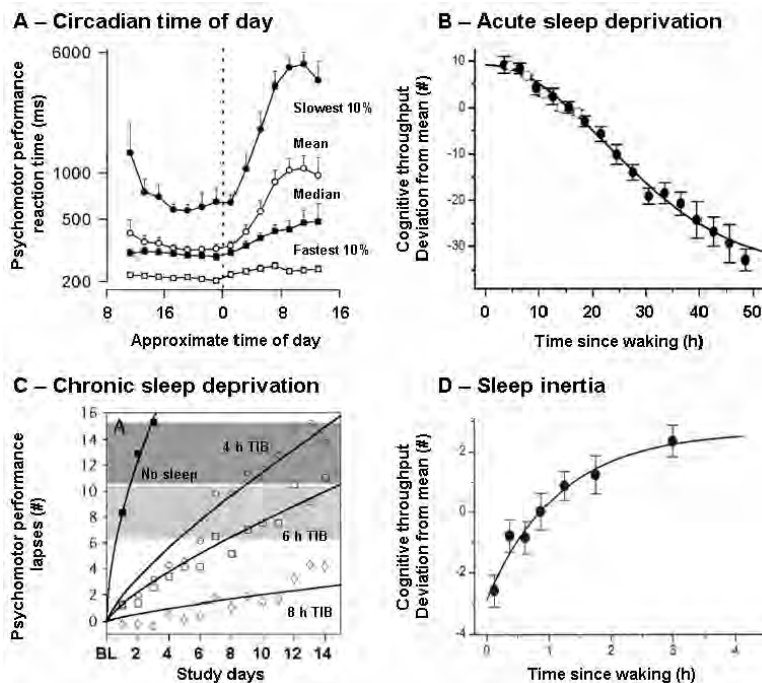 A – Circadian time of day
6000
1000
500
200
Psychomotor performance
reaction time (ms)
Slowest 10%
Mean
Median
Fastest 10%
8 16 0 8 16
Approximate time of day
B – Acute sleep deprivation
10
0
-10
-20
-30
Cognitive throughput
Deviation from mean (#)
0 10 20 30 40 50
Time since waking (h)
C – Chronic sleep deprivation
16
14
12
10
8
6
4
2
0
Psychomotor performance
lapses (#)
A
4 h TIB
No sleep
6 h TIB
8 h TIB
BL 2 4 6 8 10 12 14
Study days
D – Sleep inertia
2
0
-2
-4
Cognitive throughput
Deviation from mean (#)
0 1 2 3 4
Time since waking (h)